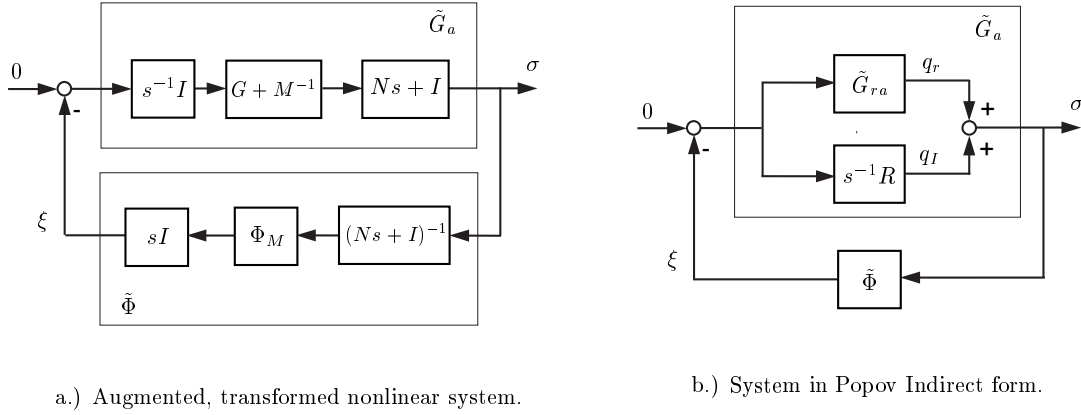 G̃ₐ
0
s⁻¹I
G + M⁻¹
Ns + I
σ
-
ξ
sI
Φ_M
(Ns + I)⁻¹
Φ̃
a.) Augmented, transformed nonlinear system.
G̃ₐ
0
G̃_{ra}
q_r
+
σ
-
s⁻¹R
q_I
+
ξ
Φ̃
b.) System in Popov Indirect form.